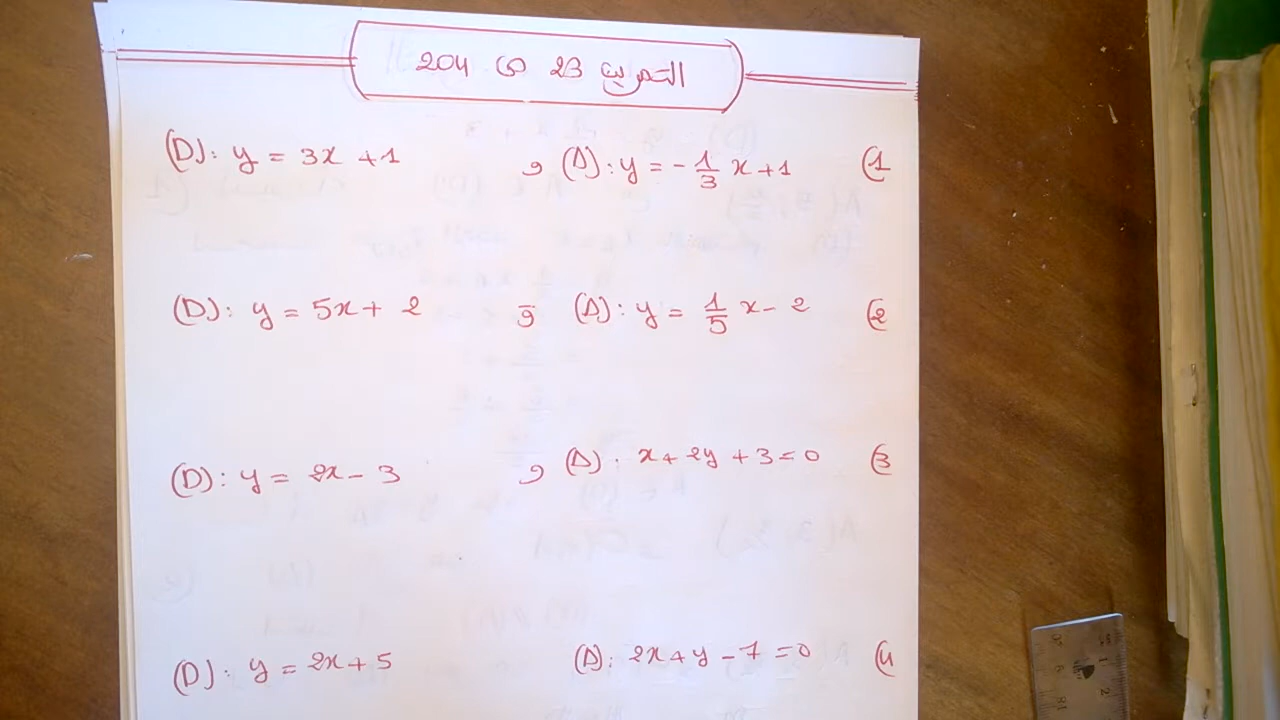 التمرين 23 ص 204
1) (Δ): y = -1/3 x + 1 و (D): y = 3x + 1
2) (Δ): y = 1/5 x - 2 و (D): y = 5x + 2
3) (Δ): x + 2y + 3 = 0 و (D): y = 2x - 3
4) (Δ): 2x + y - 7 = 0 (D): y = 2x + 5